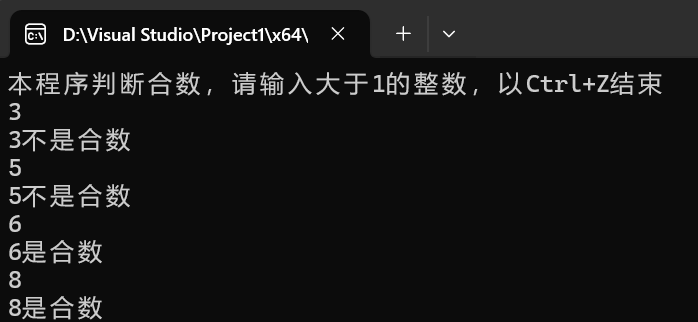 D:\Visual Studio\Project1\x64\
本程序判断合数，请输入大于1的整数，以Ctrl+Z结束
3
3不是合数
5
5不是合数
6
6是合数
8
8是合数